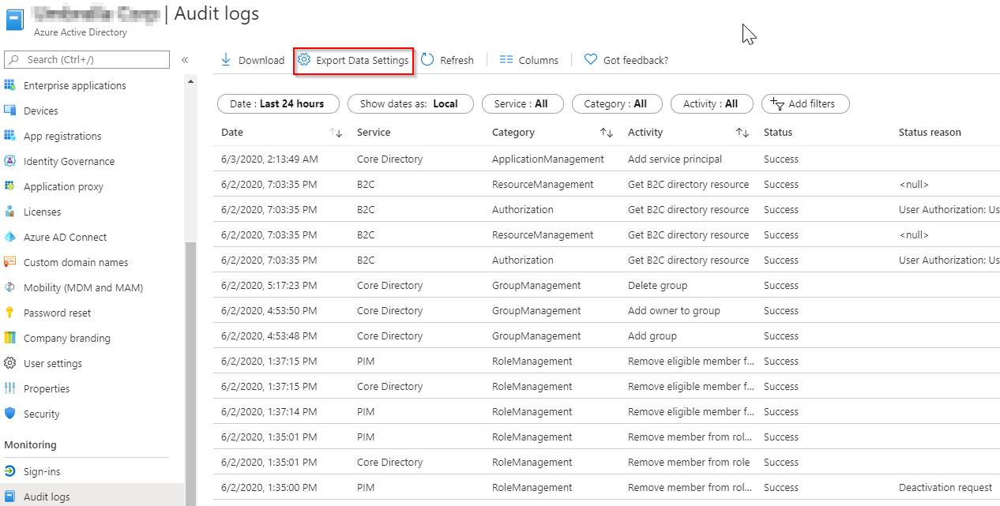 | Audit logs
Azure Active Directory
Search (Ctrl+/)
«
Download
Export Data Settings
Refresh
Columns
Got feedback?
Enterprise applications
Devices
App registrations
Identity Governance
Application proxy
Licenses
Azure AD Connect
Custom domain names
Mobility (MDM and MAM)
Password reset
Company branding
User settings
Properties
Security
Monitoring
Sign-ins
Audit logs
Date : Last 24 hours
Show dates as: Local
Service : All
Category : All
Activity : All
Add filters
Date Service Category Activity Status Status reason
6/3/2020, 2:13:49 AM Core Directory ApplicationManagement Add service principal Success
6/2/2020, 7:03:35 PM B2C ResourceManagement Get B2C directory resource Success <null>
6/2/2020, 7:03:35 PM B2C Authorization Get B2C directory resource Success User Authorization: Us
6/2/2020, 7:03:35 PM B2C ResourceManagement Get B2C directory resource Success <null>
6/2/2020, 7:03:35 PM B2C Authorization Get B2C directory resource Success User Authorization: Us
6/2/2020, 5:17:23 PM Core Directory GroupManagement Delete group Success
6/2/2020, 4:53:50 PM Core Directory GroupManagement Add owner to group Success
6/2/2020, 4:53:48 PM Core Directory GroupManagement Add group Success
6/2/2020, 1:37:15 PM PIM RoleManagement Remove eligible member f... Success
6/2/2020, 1:37:15 PM Core Directory RoleManagement Remove eligible member f... Success
6/2/2020, 1:37:14 PM PIM RoleManagement Remove eligible member f... Success
6/2/2020, 1:35:01 PM PIM RoleManagement Remove member from rol... Success
6/2/2020, 1:35:01 PM Core Directory RoleManagement Remove member from role Success
6/2/2020, 1:35:00 PM PIM RoleManagement Remove member from rol... Success Deactivation request